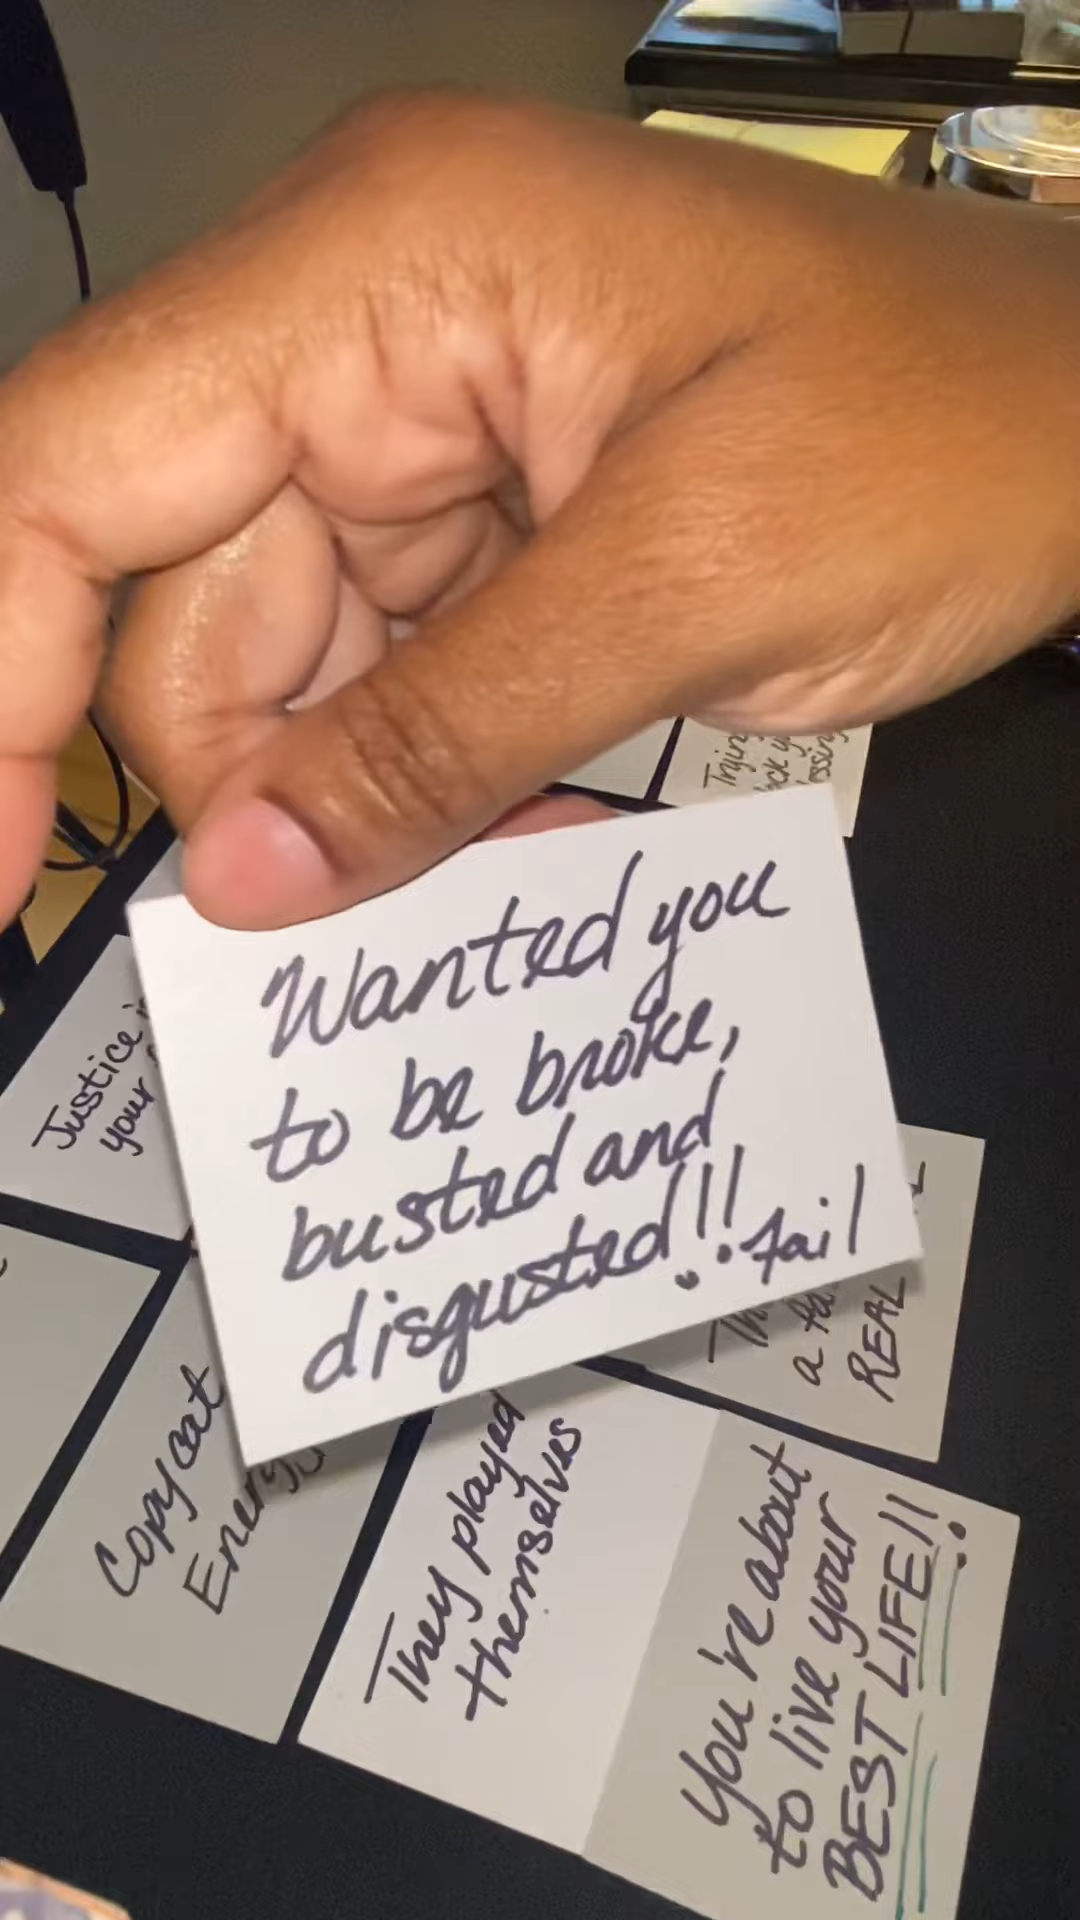 Trying
Wanted you
to be broke,
busted and
disgusted!!! Fail
Justice
your
a
REAL
Copycat
Energy
They played
themselves
You're about
to live your
BEST LIFE!!